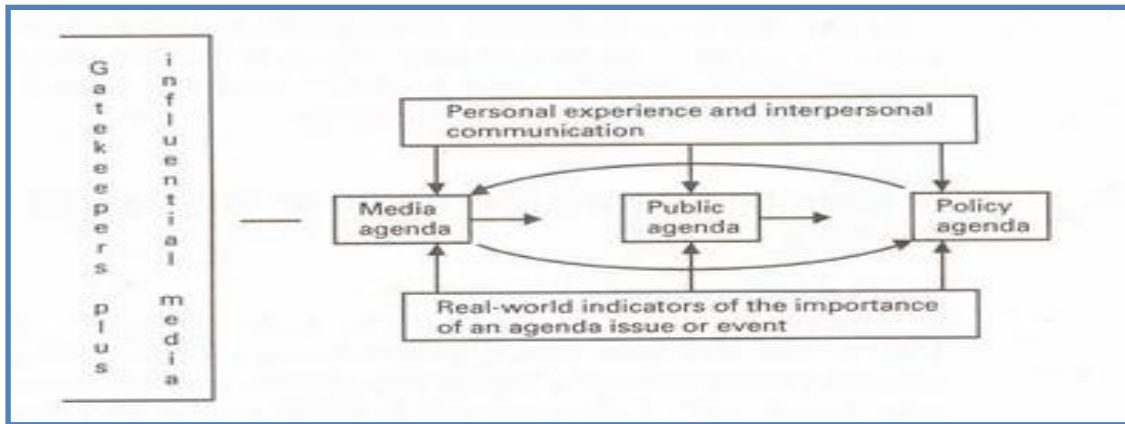 Gatekeepers plus
influential media
Personal experience and interpersonal
communication
Media
agenda
Public
agenda
Policy
agenda
Real-world indicators of the importance
of an agenda issue or event